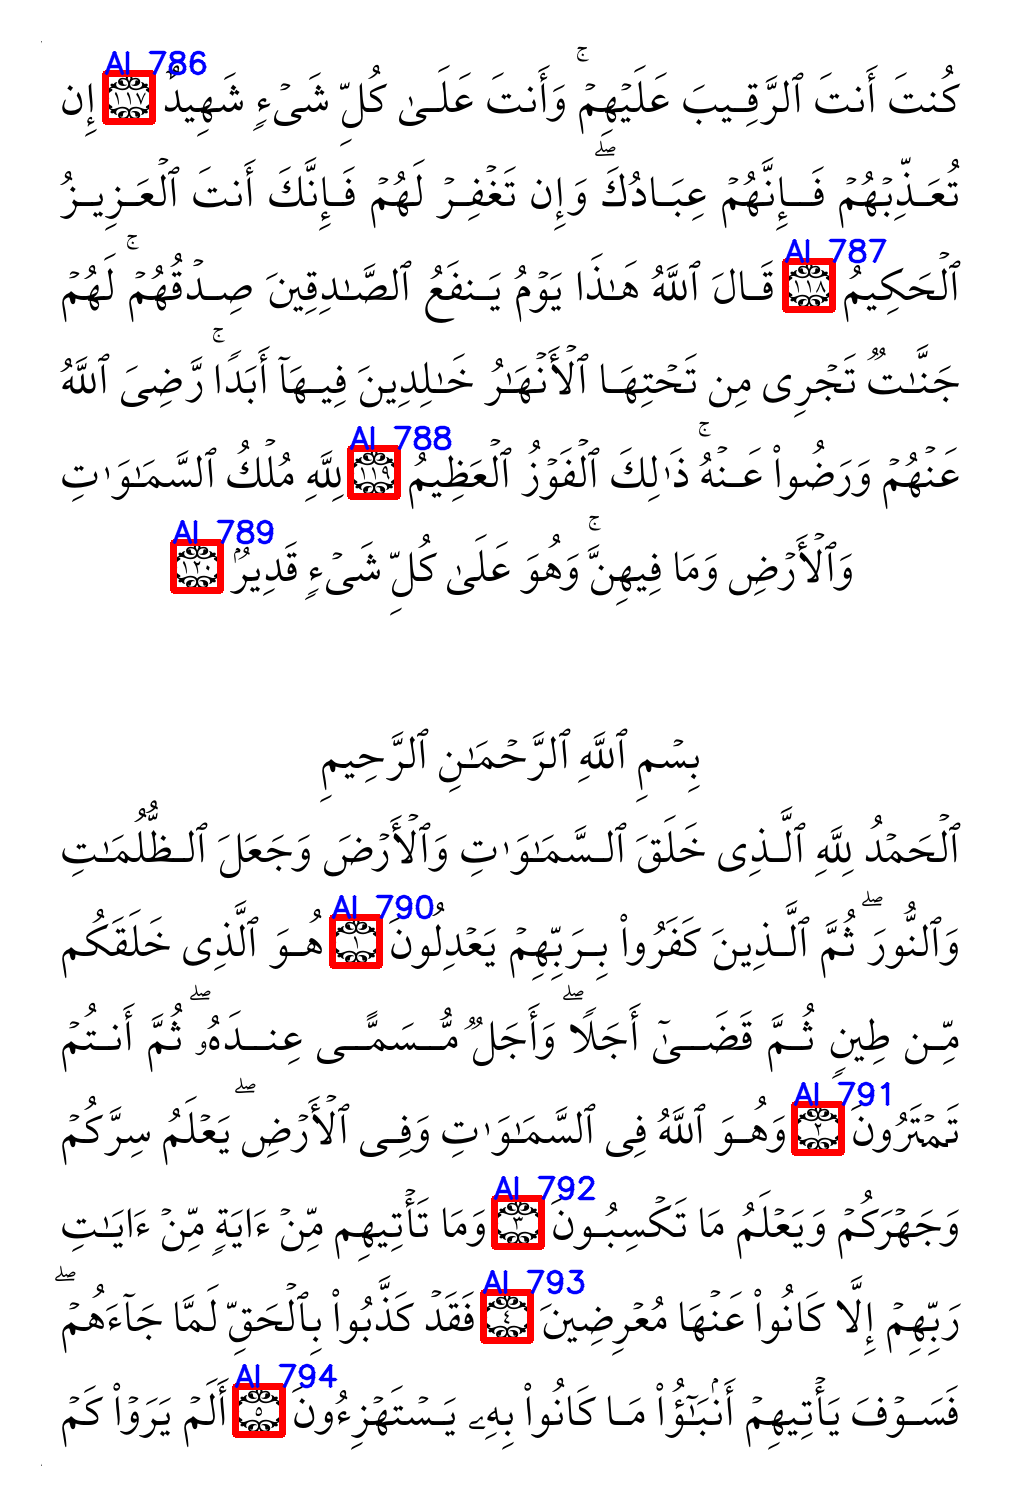 كُنتَ أَنتَ ٱلرَّقِيبَ عَلَيْهِمْ ۚ وَأَنتَ عَلَىٰ كُلِّ شَىْءٍ شَهِيدٌ ١١٧ AI_786 إِن
تُعَذِّبْهُمْ فَإِنَّهُمْ عِبَادُكَ ۖ وَإِن تَغْفِرْ لَهُمْ فَإِنَّكَ أَنتَ ٱلْعَزِيزُ
ٱلْحَكِيمُ ١١٨ AI_787 قَالَ ٱللَّهُ هَـٰذَا يَوْمُ يَنفَعُ ٱلصَّـٰدِقِينَ صِدْقُهُمْ ۚ لَهُمْ
جَنَّـٰتٌ تَجْرِى مِن تَحْتِهَا ٱلْأَنْهَـٰرُ خَـٰلِدِينَ فِيهَآ أَبَدًا ۚ رَّضِىَ ٱللَّهُ
عَنْهُمْ وَرَضُوا۟ عَنْهُ ۚ ذَٰلِكَ ٱلْفَوْزُ ٱلْعَظِيمُ ١١٩ AI_788 لِلَّهِ مُلْكُ ٱلسَّمَـٰوَٰتِ
وَٱلْأَرْضِ وَمَا فِيهِنَّ ۚ وَهُوَ عَلَىٰ كُلِّ شَىْءٍ قَدِيرٌۢ ١٢٠ AI_789
بِسْمِ ٱللَّهِ ٱلرَّحْمَـٰنِ ٱلرَّحِيمِ
ٱلْحَمْدُ لِلَّهِ ٱلَّذِى خَلَقَ ٱلسَّمَـٰوَٰتِ وَٱلْأَرْضَ وَجَعَلَ ٱلظُّلُمَـٰتِ
وَٱلنُّورَ ۖ ثُمَّ ٱلَّذِينَ كَفَرُوا۟ بِرَبِّهِمْ يَعْدِلُونَ ١ AI_790 هُوَ ٱلَّذِى خَلَقَكُم
مِّن طِينٍ ثُمَّ قَضَىٰٓ أَجَلًا ۖ وَأَجَلٌ مُّسَمًّى عِندَهُۥ ۖ ثُمَّ أَنتُمْ
تَمْتَرُونَ ٢ AI_791 وَهُوَ ٱللَّهُ فِى ٱلسَّمَـٰوَٰتِ وَفِى ٱلْأَرْضِ ۖ يَعْلَمُ سِرَّكُمْ
وَجَهْرَكُمْ وَيَعْلَمُ مَا تَكْسِبُونَ ٣ AI_792 وَمَا تَأْتِيهِم مِّنْ ءَايَةٍ مِّنْ ءَايَـٰتِ
رَبِّهِمْ إِلَّا كَانُوا۟ عَنْهَا مُعْرِضِينَ ٤ AI_793 فَقَدْ كَذَّبُوا۟ بِٱلْحَقِّ لَمَّا جَآءَهُمْ ۖ
فَسَوْفَ يَأْتِيهِمْ أَنۢبَـٰٓؤُا۟ مَا كَانُوا۟ بِهِۦ يَسْتَهْزِءُونَ ٥ AI_794 أَلَمْ يَرَوْا۟ كَمْ